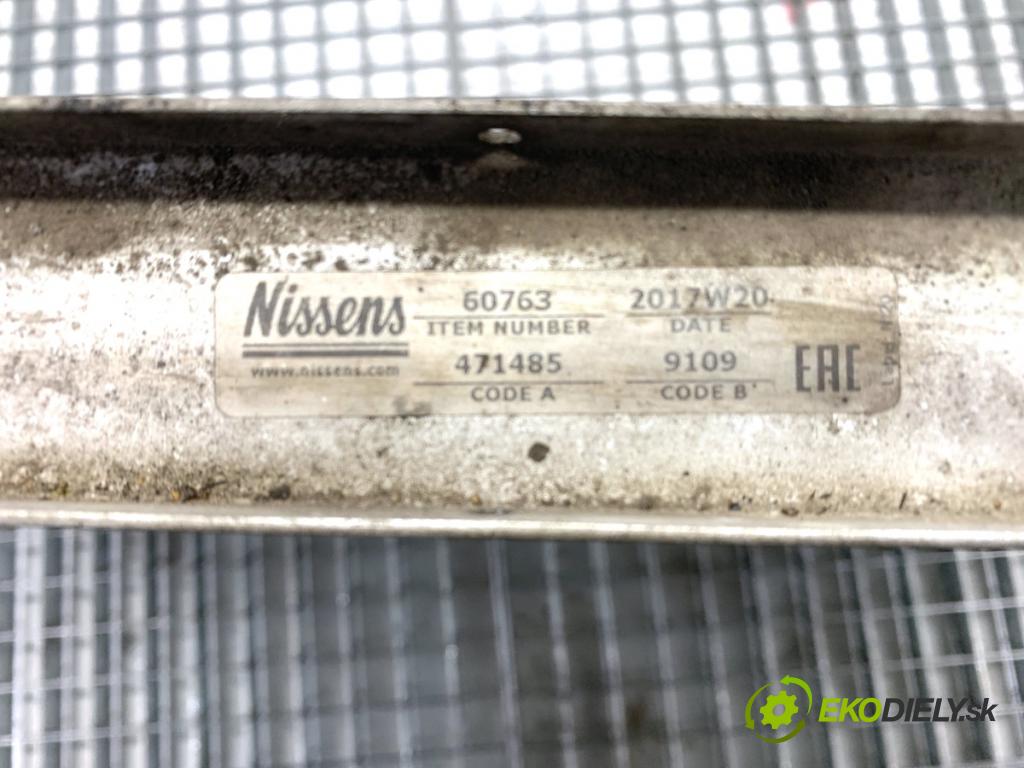 Nissens
www.nissens.com
60763
ITEM NUMBER
2017W20
DATE
471485
CODE A
9109
CODE B
EAC
EKODIELY.sk